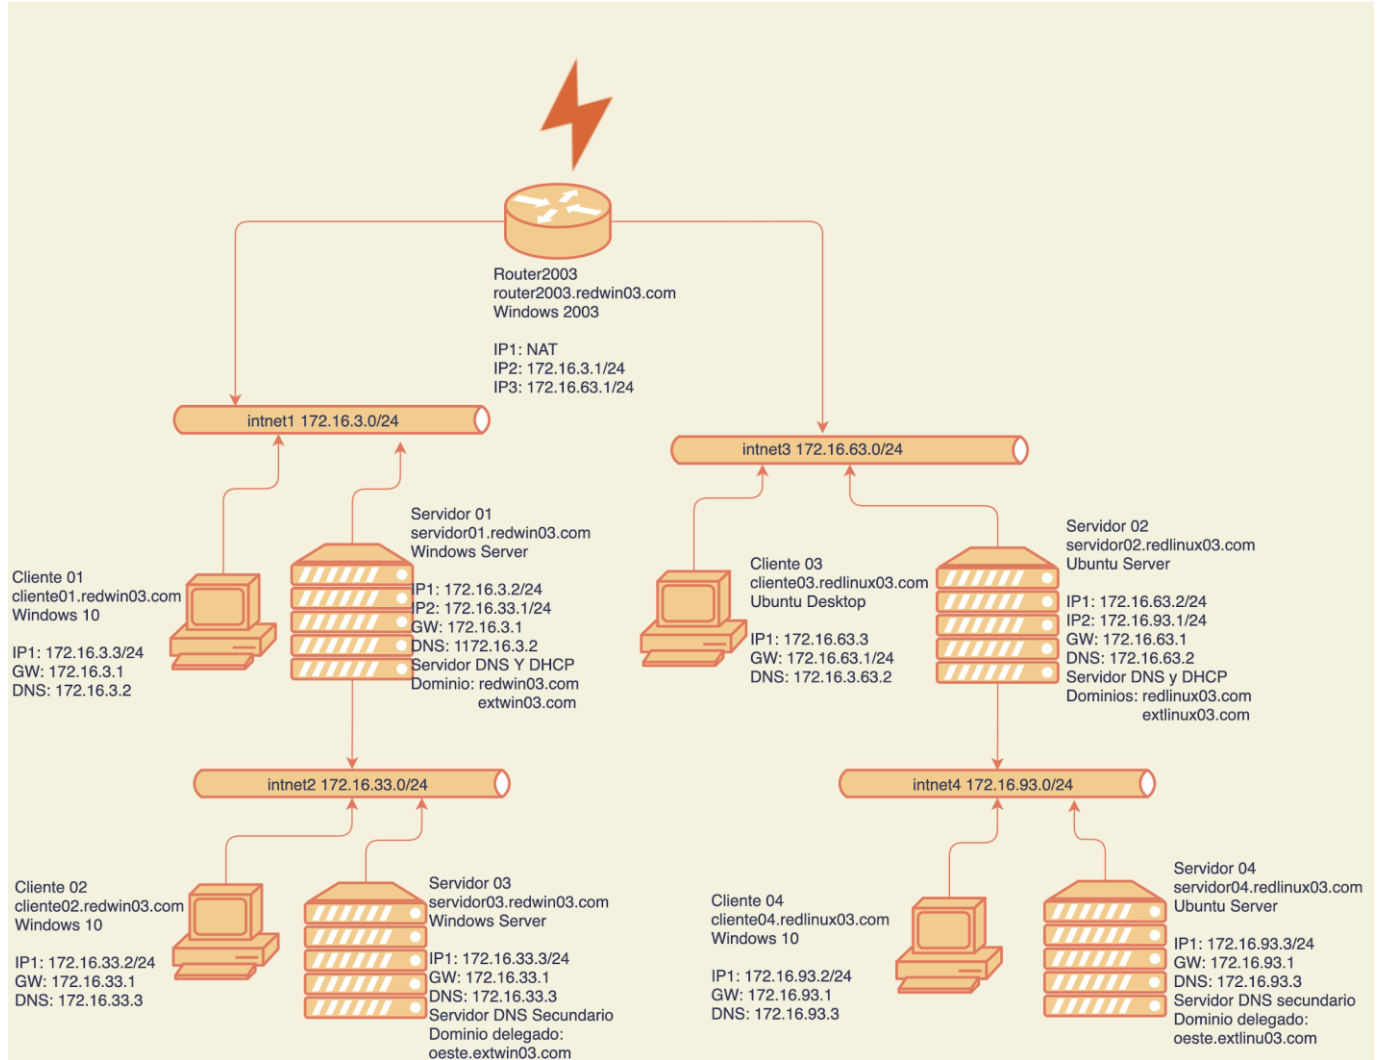 Router2003
router2003.redwin03.com
Windows 2003
IP1: NAT
IP2: 172.16.3.1/24
IP3: 172.16.63.1/24
intnet1 172.16.3.0/24
intnet3 172.16.63.0/24
Cliente 01
cliente01.redwin03.com
Windows 10
IP1: 172.16.3.3/24
GW: 172.16.3.1
DNS: 172.16.3.2
Servidor 01
servidor01.redwin03.com
Windows Server
IP1: 172.16.3.2/24
IP2: 172.16.33.1/24
GW: 172.16.3.1
DNS: 1172.16.3.2
Servidor DNS Y DHCP
Dominio: redwin03.com
extwin03.com
Cliente 03
cliente03.redlinux03.com
Ubuntu Desktop
IP1: 172.16.63.3
GW: 172.16.63.1/24
DNS: 172.16.3.63.2
Servidor 02
servidor02.redlinux03.com
Ubuntu Server
IP1: 172.16.63.2/24
IP2: 172.16.93.1/24
GW: 172.16.63.1
DNS: 172.16.63.2
Servidor DNS y DHCP
Dominios: redlinux03.com
extlinux03.com
intnet2 172.16.33.0/24
intnet4 172.16.93.0/24
Cliente 02
cliente02.redwin03.com
Windows 10
IP1: 172.16.33.2/24
GW: 172.16.33.1
DNS: 172.16.33.3
Servidor 03
servidor03.redwin03.com
Windows Server
IP1: 172.16.33.3/24
GW: 172.16.33.1
DNS: 172.16.33.3
Servidor DNS Secundario
Dominio delegado:
oeste.extwin03.com
Cliente 04
cliente04.redlinux03.com
Windows 10
IP1: 172.16.93.2/24
GW: 172.16.93.1
DNS: 172.16.93.3
Servidor 04
servidor04.redlinux03.com
Ubuntu Server
IP1: 172.16.93.3/24
GW: 172.16.93.1
DNS: 172.16.93.3
Servidor DNS secundario
Dominio delegado:
oeste.extlinu03.com